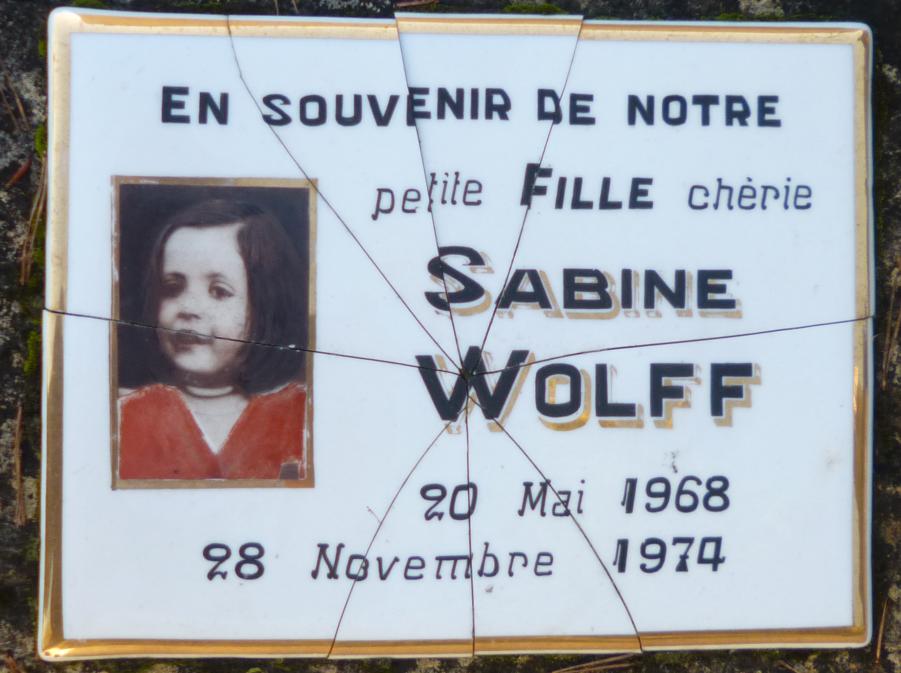 EN SOUVENIR DE NOTRE
petite FILLE chèrie
SABINE
WOLFF
20 Mai 1968
28 Novembre 1974